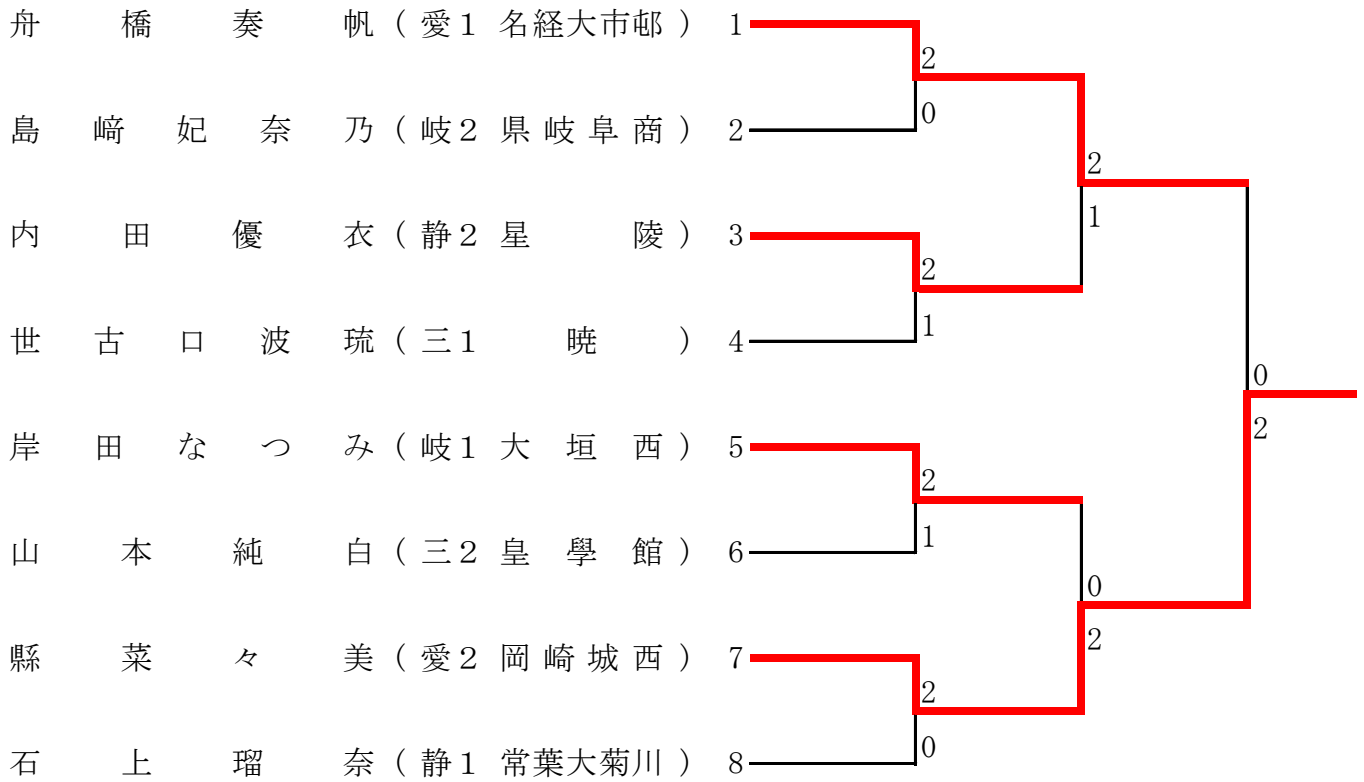 舟橋奏帆（愛1 名経大市邨）1
2
島﨑妃奈乃（岐2 県岐阜商）2
0
2
内田優衣（静2 星陵）3
1
2
世古口波琉（三1 暁）4
1
0
岸田なつみ（岐1 大垣西）5
2
2
山本純白（三2 皇學館）6
1
0
縣菜々美（愛2 岡崎城西）7
2
2
石上瑠奈（静1 常葉大菊川）8
0